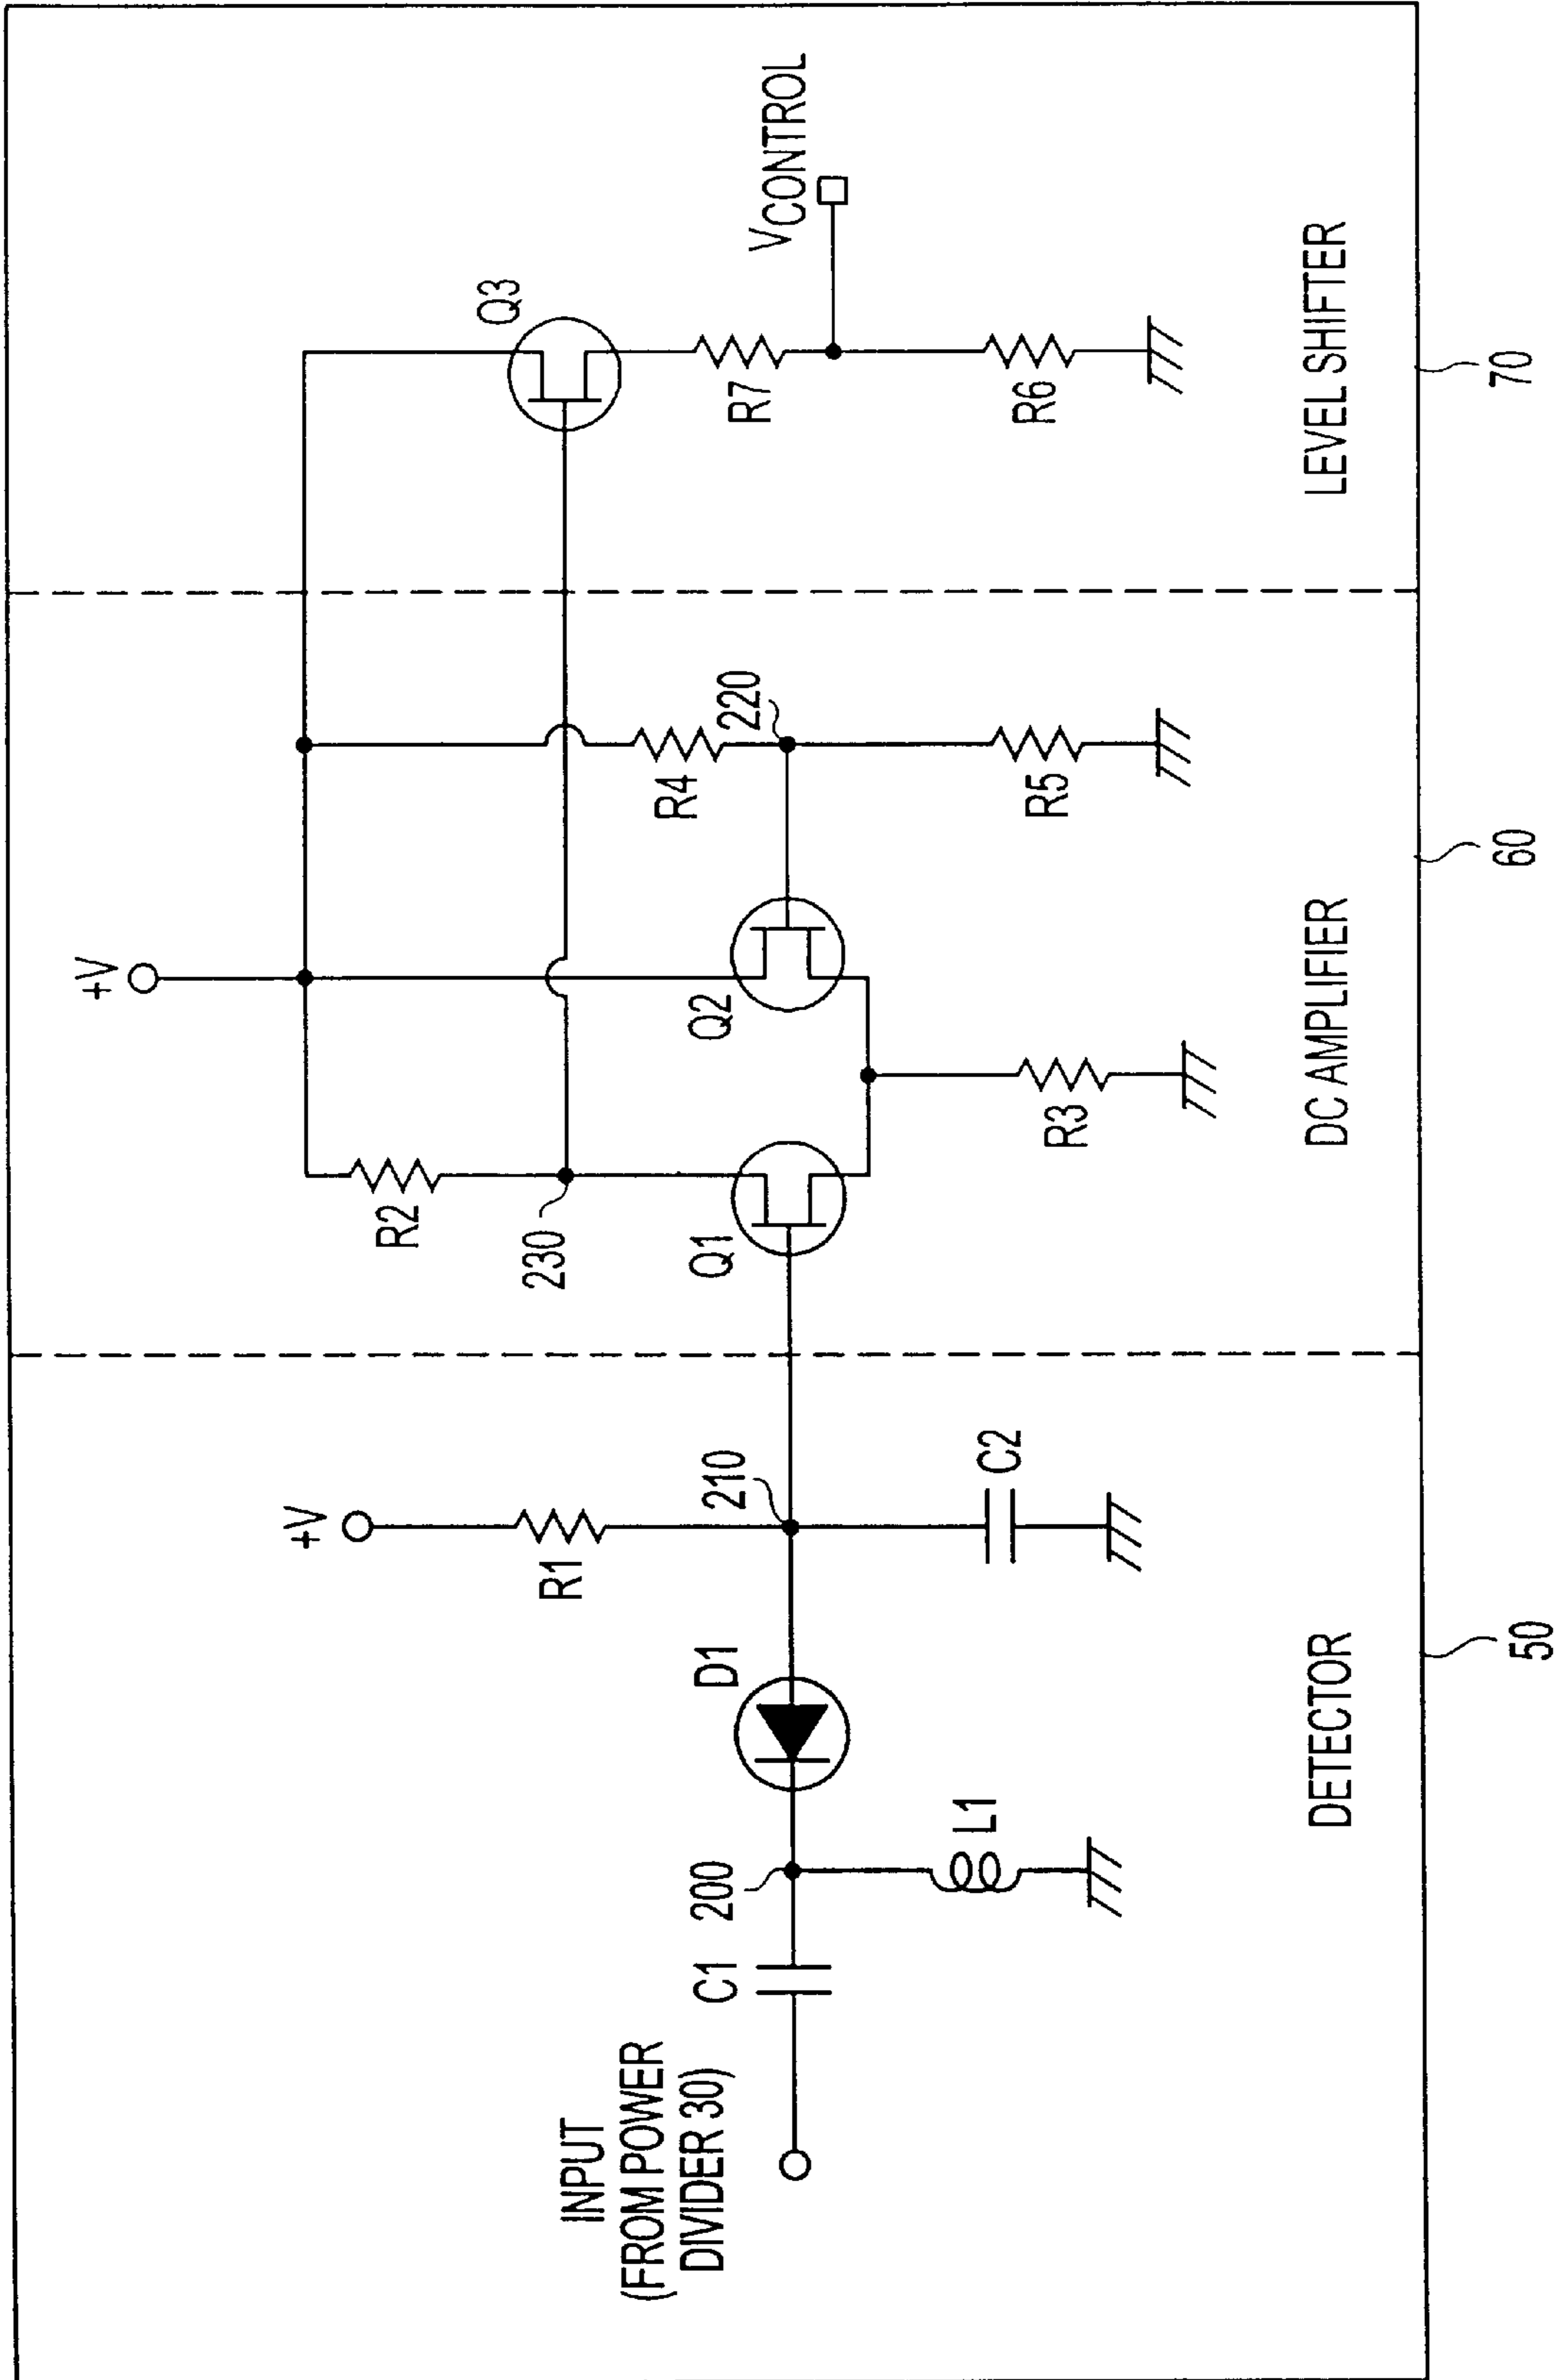 INPUT
(FROM POWER
DIVIDER 30)
C1
200
L1
D1
+V
R1
210
C2
DETECTOR
50
+V
R2
230
Q1
Q2
R3
R4
220
R5
DC AMPLIFIER
60
Q3
R7
VCONTROL
R6
LEVEL SHIFTER
70